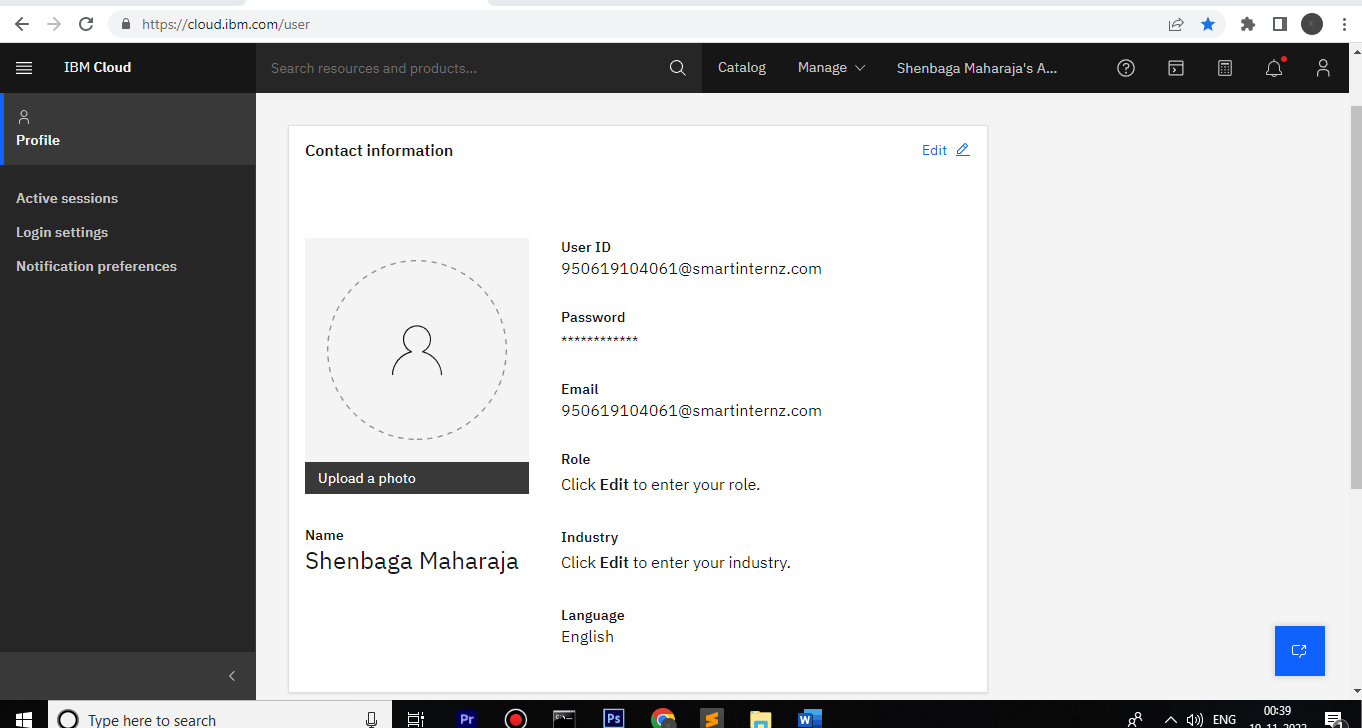 https://cloud.ibm.com/user
IBM Cloud
Search resources and products...
Catalog
Manage
Shenbaga Maharaja's A...
Profile
Active sessions
Login settings
Notification preferences
Contact information
Edit
Upload a photo
Name
Shenbaga Maharaja
User ID
950619104061@smartinternz.com
Password
************
Email
950619104061@smartinternz.com
Role
Click Edit to enter your role.
Industry
Click Edit to enter your industry.
Language
English
Type here to search
Pr
Ps
W
ENG
00:39
1